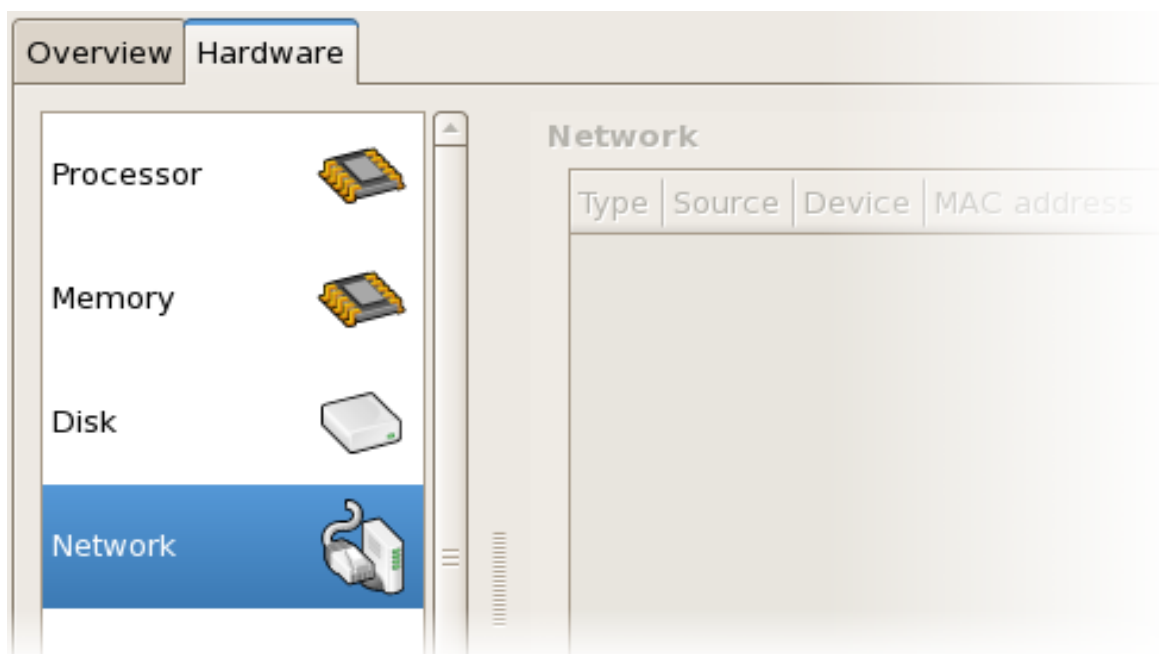 Overview Hardware
Processor
Memory
Disk
Network
Network
Type Source Device MAC address